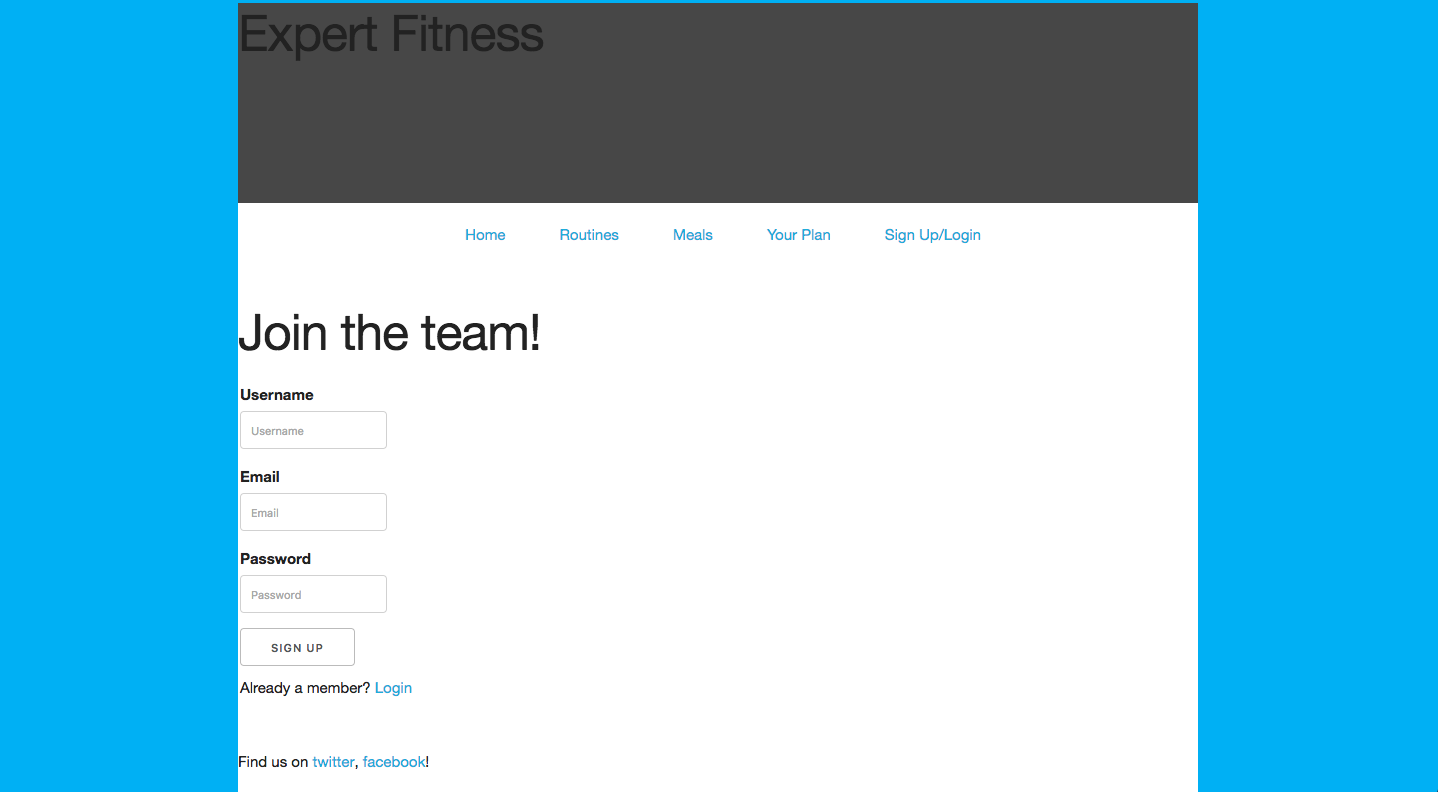 Expert Fitness
Home Routines Meals Your Plan Sign Up/Login
Join the team!
Username
Username
Email
Email
Password
Password
SIGN UP
Already a member? Login
Find us on twitter, facebook!